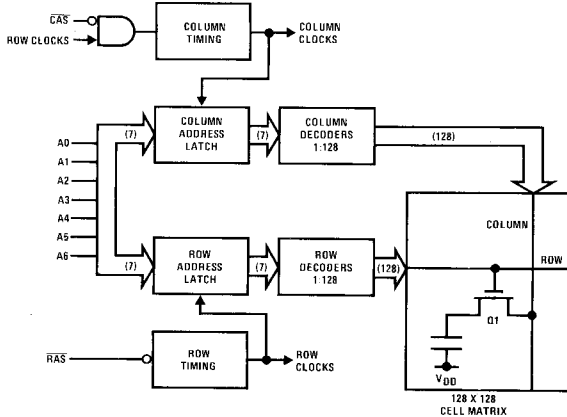 CAS
ROW CLOCKS
COLUMN
TIMING
COLUMN
CLOCKS
A0
A1
A2
A3
A4
A5
A6
(7)
COLUMN
ADDRESS
LATCH
(7)
COLUMN
DECODERS
1:128
(128)
COLUMN
ROW
(7)
ROW
ADDRESS
LATCH
(7)
ROW
DECODERS
1:128
(128)
Q1
VDD
128 X 128
CELL MATRIX
RAS
ROW
TIMING
ROW
CLOCKS